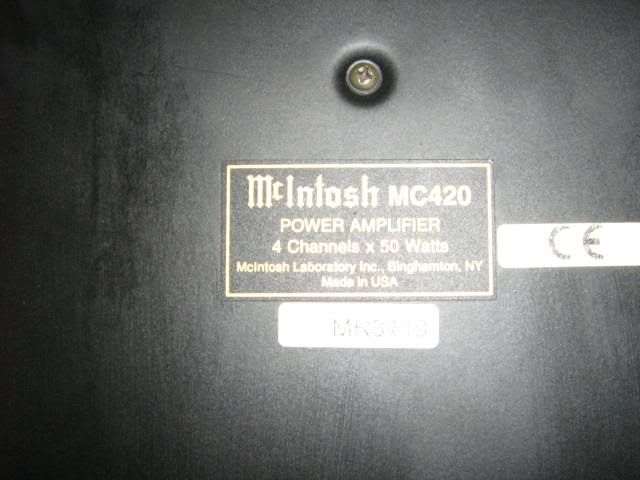 McIntosh MC420
POWER AMPLIFIER
4 Channels x 50 Watts
McIntosh Laboratory Inc., Binghamton, NY
Made in USA
CE